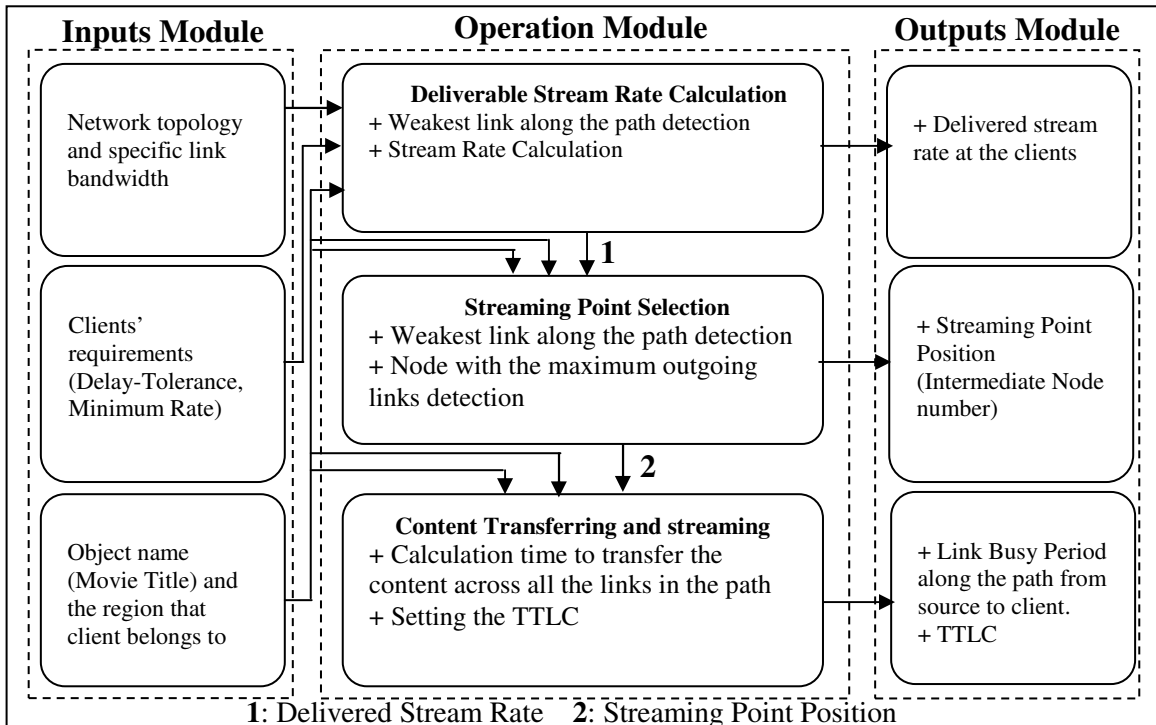 Inputs Module
Operation Module
Outputs Module
Network topology
and specific link
bandwidth
Clients’
requirements
(Delay-Tolerance,
Minimum Rate)
Object name
(Movie Title) and
the region that
client belongs to
Deliverable Stream Rate Calculation
+ Weakest link along the path detection
+ Stream Rate Calculation
1
Streaming Point Selection
+ Weakest link along the path detection
+ Node with the maximum outgoing
links detection
2
Content Transferring and streaming
+ Calculation time to transfer the
content across all the links in the path
+ Setting the TTLC
+ Delivered stream
rate at the clients
+ Streaming Point
Position
(Intermediate Node
number)
+ Link Busy Period
along the path from
source to client.
+ TTLC
1: Delivered Stream Rate 2: Streaming Point Position